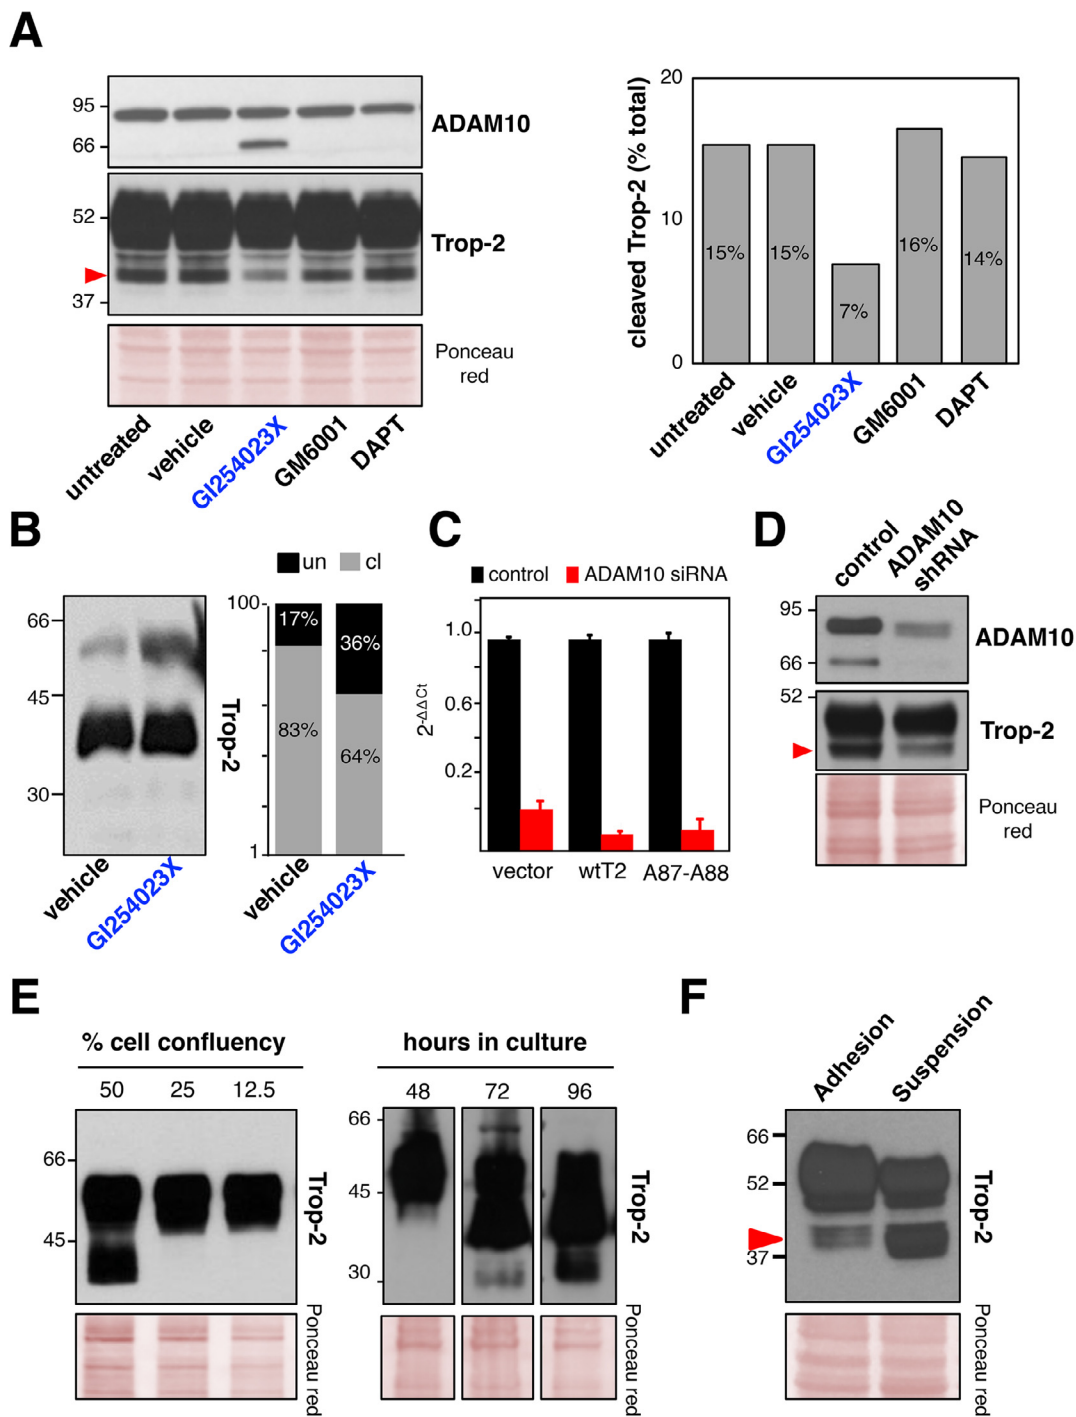 A
95
66
ADAM10
52
37
Trop-2
Ponceau
red
untreated
vehicle
GI254023X
GM6001
DAPT
cleaved Trop-2 (% total)
20
10
0
15%
15%
7%
16%
14%
untreated
vehicle
GI254023X
GM6001
DAPT
B
66
45
30
vehicle
GI254023X
Trop-2
un
cl
100
1
17%
83%
36%
64%
vehicle
GI254023X
C
control
ADAM10 siRNA
2-ΔΔCt
1.0
0.6
0.2
vector
wtT2
A87-A88
D
control
ADAM10
shRNA
95
66
ADAM10
52
Trop-2
Ponceau
red
E
% cell confluency
50 25 12.5
66
45
Trop-2
Ponceau red
hours in culture
48 72 96
66
45
30
Trop-2
Ponceau red
F
Adhesion
Suspension
66
52
37
Trop-2
Ponceau red